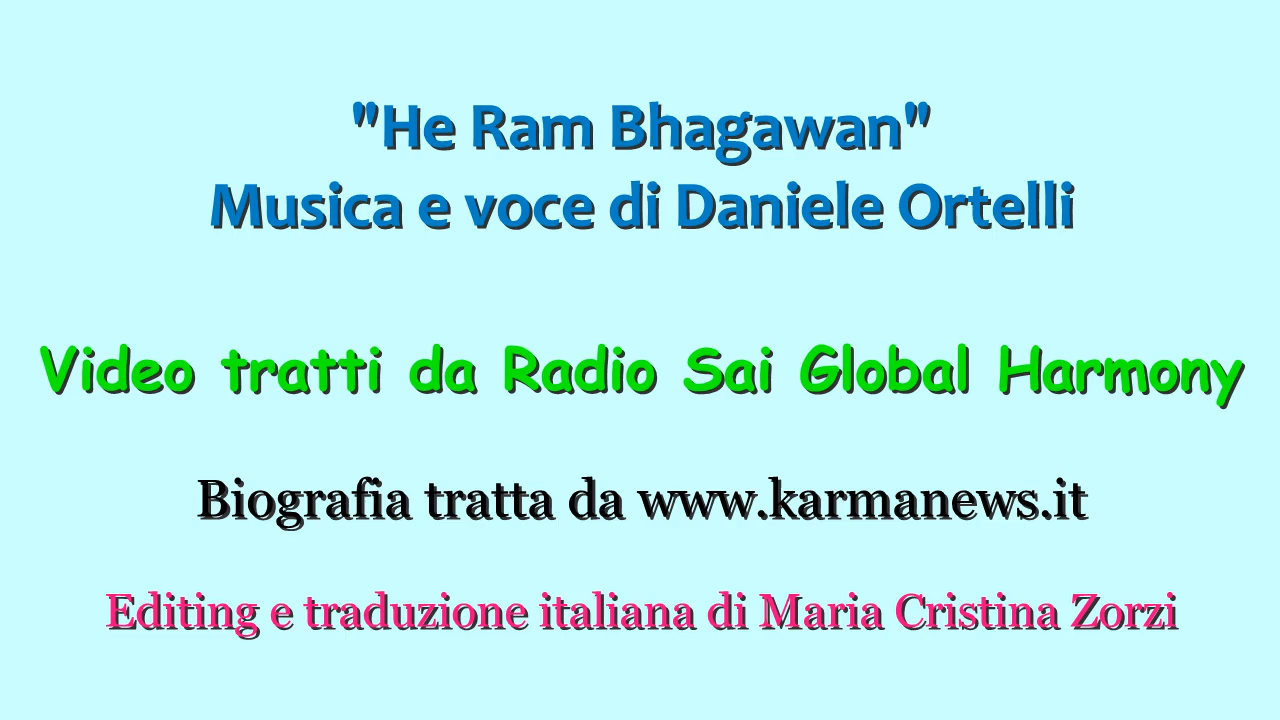 "He Ram Bhagawan"
Musica e voce di Daniele Ortelli
Video tratti da Radio Sai Global Harmony
Biografia tratta da www.karmanews.it
Editing e traduzione italiana di Maria Cristina Zorzi